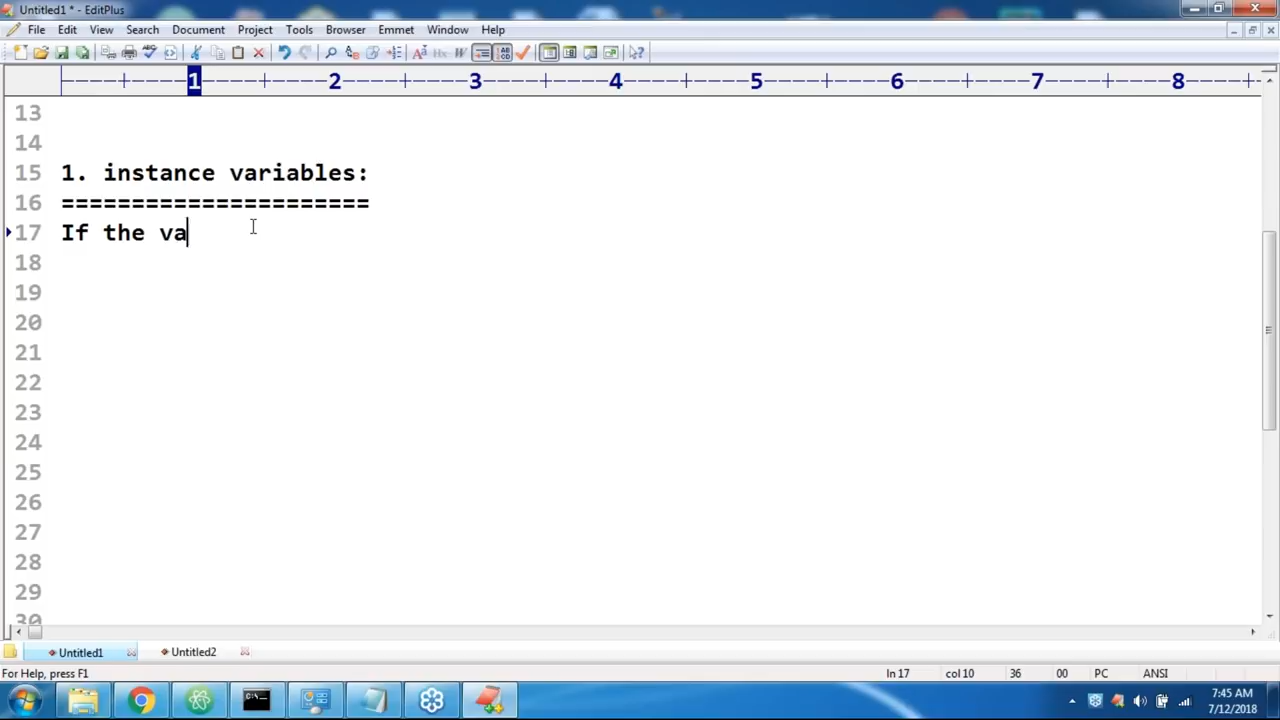 Untitled1 * - EditPlus
File Edit View Search Document Project Tools Browser Emmet Window Help
1 2 3 4 5 6 7 8
13
14
15 1. instance variables:
16 ======================
17 If the va
18
19
20
21
22
23
24
25
26
27
28
29
30
Untitled1 Untitled2
For Help, press F1 ln 17 col 10 36 00 PC ANSI
7:45 AM
7/12/2018